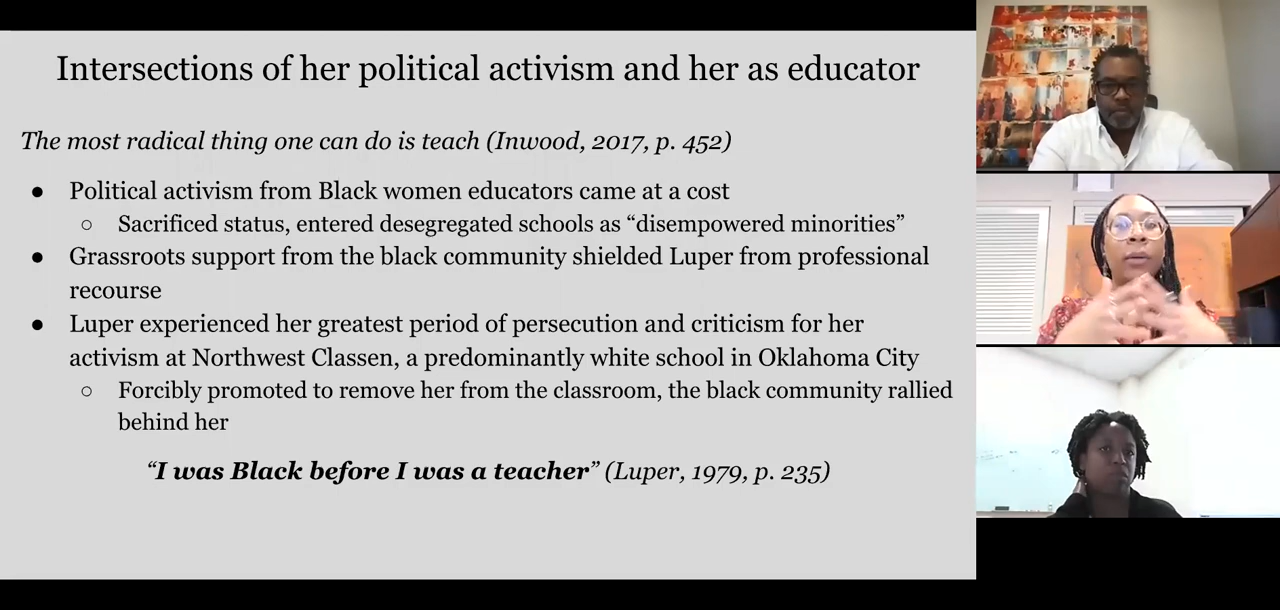 Intersections of her political activism and her as educator
The most radical thing one can do is teach (Inwood, 2017, p. 452)
● Political activism from Black women educators came at a cost
○ Sacrificed status, entered desegregated schools as “disempowered minorities”
● Grassroots support from the black community shielded Luper from professional
recourse
● Luper experienced her greatest period of persecution and criticism for her
activism at Northwest Classen, a predominantly white school in Oklahoma City
○ Forcibly promoted to remove her from the classroom, the black community rallied
behind her
“I was Black before I was a teacher” (Luper, 1979, p. 235)